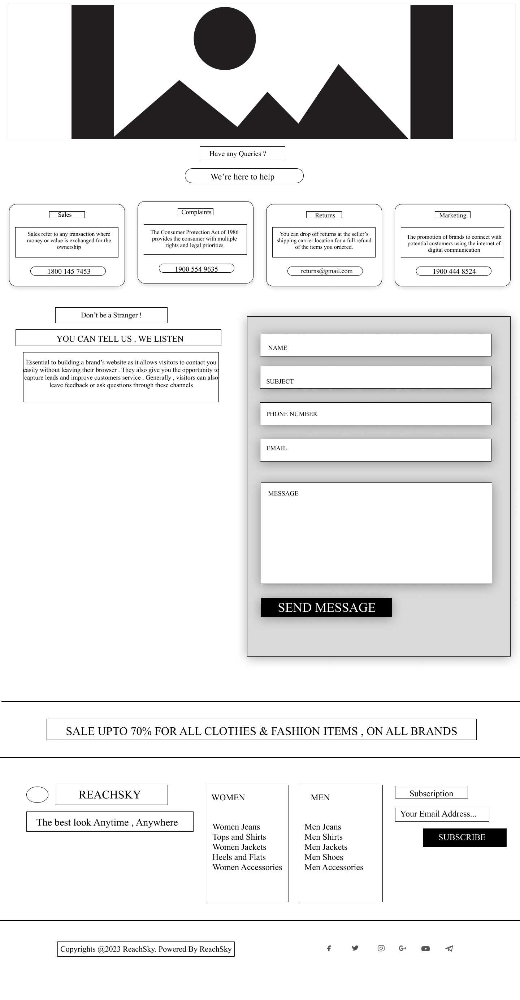 Have any Queries ?
We’re here to help
Sales
Sales refer to any transaction where
money or value is exchanged for the
ownership
1800 145 7453
Complaints
The Consumer Protection Act of 1986
provides the consumer with multiple
rights and legal priorities
1900 554 9635
Returns
You can drop off returns at the seller’s
shipping carrier location for a full refund
of the items you ordered.
returns@gmail.com
Marketing
The promotion of brands to connect with
potential customers using the internet of
digital communication
1900 444 8524
Don’t be a Stranger !
YOU CAN TELL US . WE LISTEN
Essential to building a brand’s website as it allows visitors to contact you
easily without leaving their browser . They also give you the opportunity to
capture leads and improve customers service . Generally , visitors can also
leave feedback or ask questions through these channels
NAME
SUBJECT
PHONE NUMBER
EMAIL
MESSAGE
SEND MESSAGE
SALE UPTO 70% FOR ALL CLOTHES & FASHION ITEMS , ON ALL BRANDS
REACHSKY
The best look Anytime , Anywhere
WOMEN
Women Jeans
Tops and Shirts
Women Jackets
Heels and Flats
Women Accessories
MEN
Men Jeans
Men Shirts
Men Jackets
Men Shoes
Men Accessories
Subscription
Your Email Address...
SUBSCRIBE
Copyrights @2023 ReachSky. Powered By ReachSky